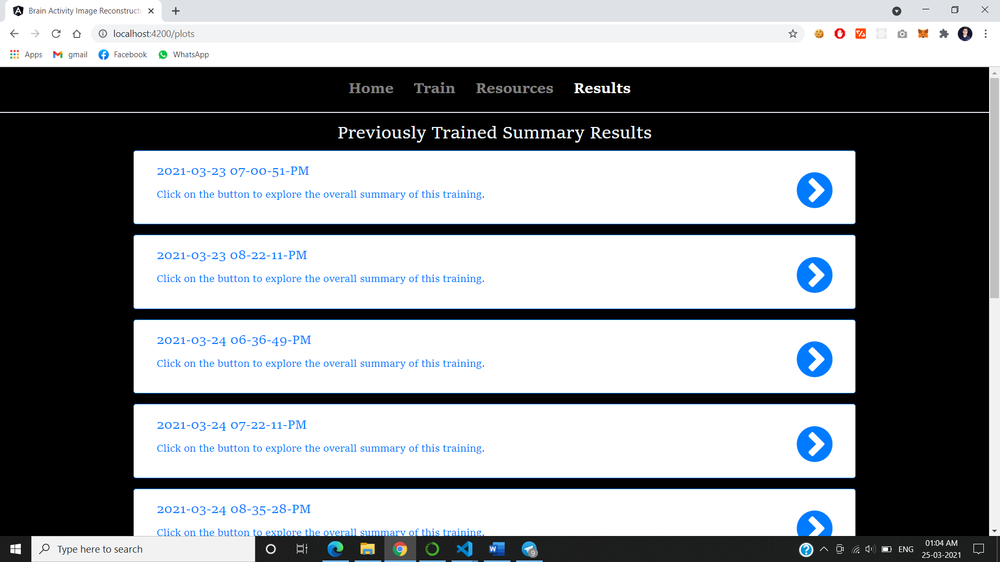 Brain Activity Image Reconstructi
localhost:4200/plots
Apps gmail Facebook WhatsApp
Home Train Resources Results
Previously Trained Summary Results
2021-03-23 07-00-51-PM
Click on the button to explore the overall summary of this training.
2021-03-23 08-22-11-PM
Click on the button to explore the overall summary of this training.
2021-03-24 06-36-49-PM
Click on the button to explore the overall summary of this training.
2021-03-24 07-22-11-PM
Click on the button to explore the overall summary of this training.
2021-03-24 08-35-28-PM
Click on the button to explore the overall summary of this training.
Type here to search
9
ENG
01:04 AM
25-03-2021